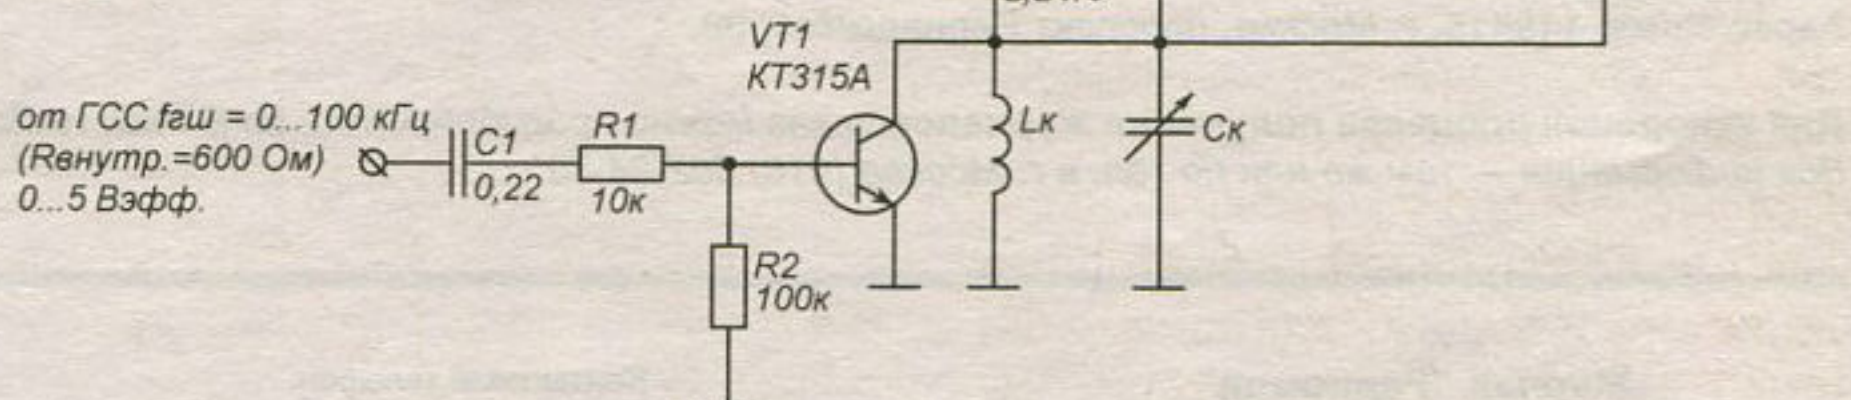 VT1
КТ315А
от ГСС fгш = 0...100 кГц
(Rвнутр.=600 Ом)
0...5 Вэфф.
C1
0,22
R1
10к
Lк
Cк
R2
100к